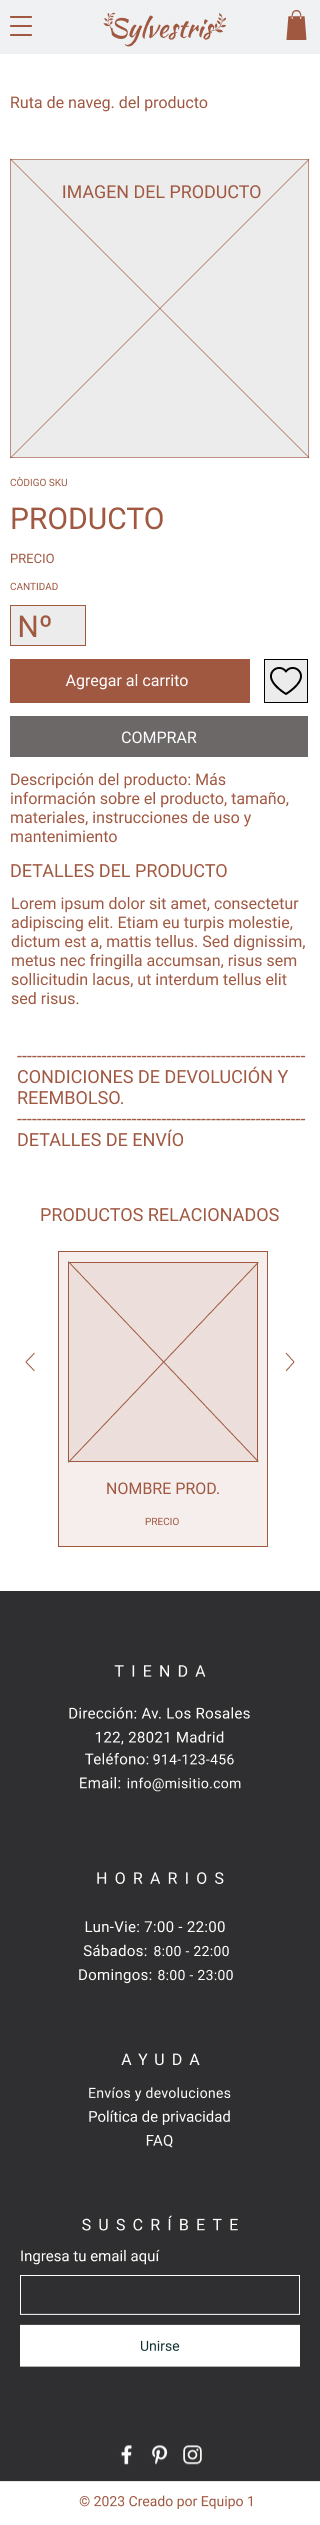 Sylvestris
Ruta de naveg. del producto
IMAGEN DEL PRODUCTO
CÓDIGO SKU
PRODUCTO
PRECIO
CANTIDAD
Nº
Agregar al carrito
COMPRAR
Descripción del producto: Más
información sobre el producto, tamaño,
materiales, instrucciones de uso y
mantenimiento
DETALLES DEL PRODUCTO
Lorem ipsum dolor sit amet, consectetur
adipiscing elit. Etiam eu turpis molestie,
dictum est a, mattis tellus. Sed dignissim,
metus nec fringilla accumsan, risus sem
sollicitudin lacus, ut interdum tellus elit
sed risus.
----------------------------------------------------------
CONDICIONES DE DEVOLUCIÓN Y
REEMBOLSO.
----------------------------------------------------------
DETALLES DE ENVÍO
PRODUCTOS RELACIONADOS
NOMBRE PROD.
PRECIO
TIENDA
Dirección: Av. Los Rosales
122, 28021 Madrid
Teléfono: 914-123-456
Email: info@misitio.com
HORARIOS
Lun-Vie: 7:00 - 22:00
Sábados: 8:00 - 22:00
Domingos: 8:00 - 23:00
AYUDA
Envíos y devoluciones
Política de privacidad
FAQ
SUSCRÍBETE
Ingresa tu email aquí
Unirse
© 2023 Creado por Equipo 1